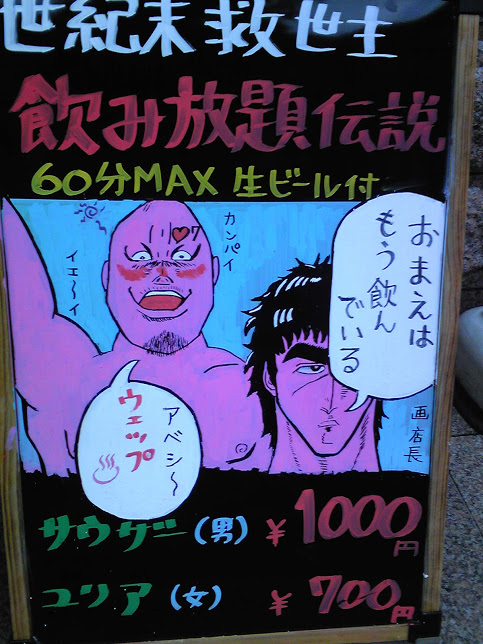 世紀末救世主
飲み放題伝説
60分MAX 生ビール付
カンパイ
イエ〜イ
おまえは
もう飲ん
でいる
アベシ〜
ウェップ
画店長
サウザー(男) ¥1000円
ユリア(女) ¥700円